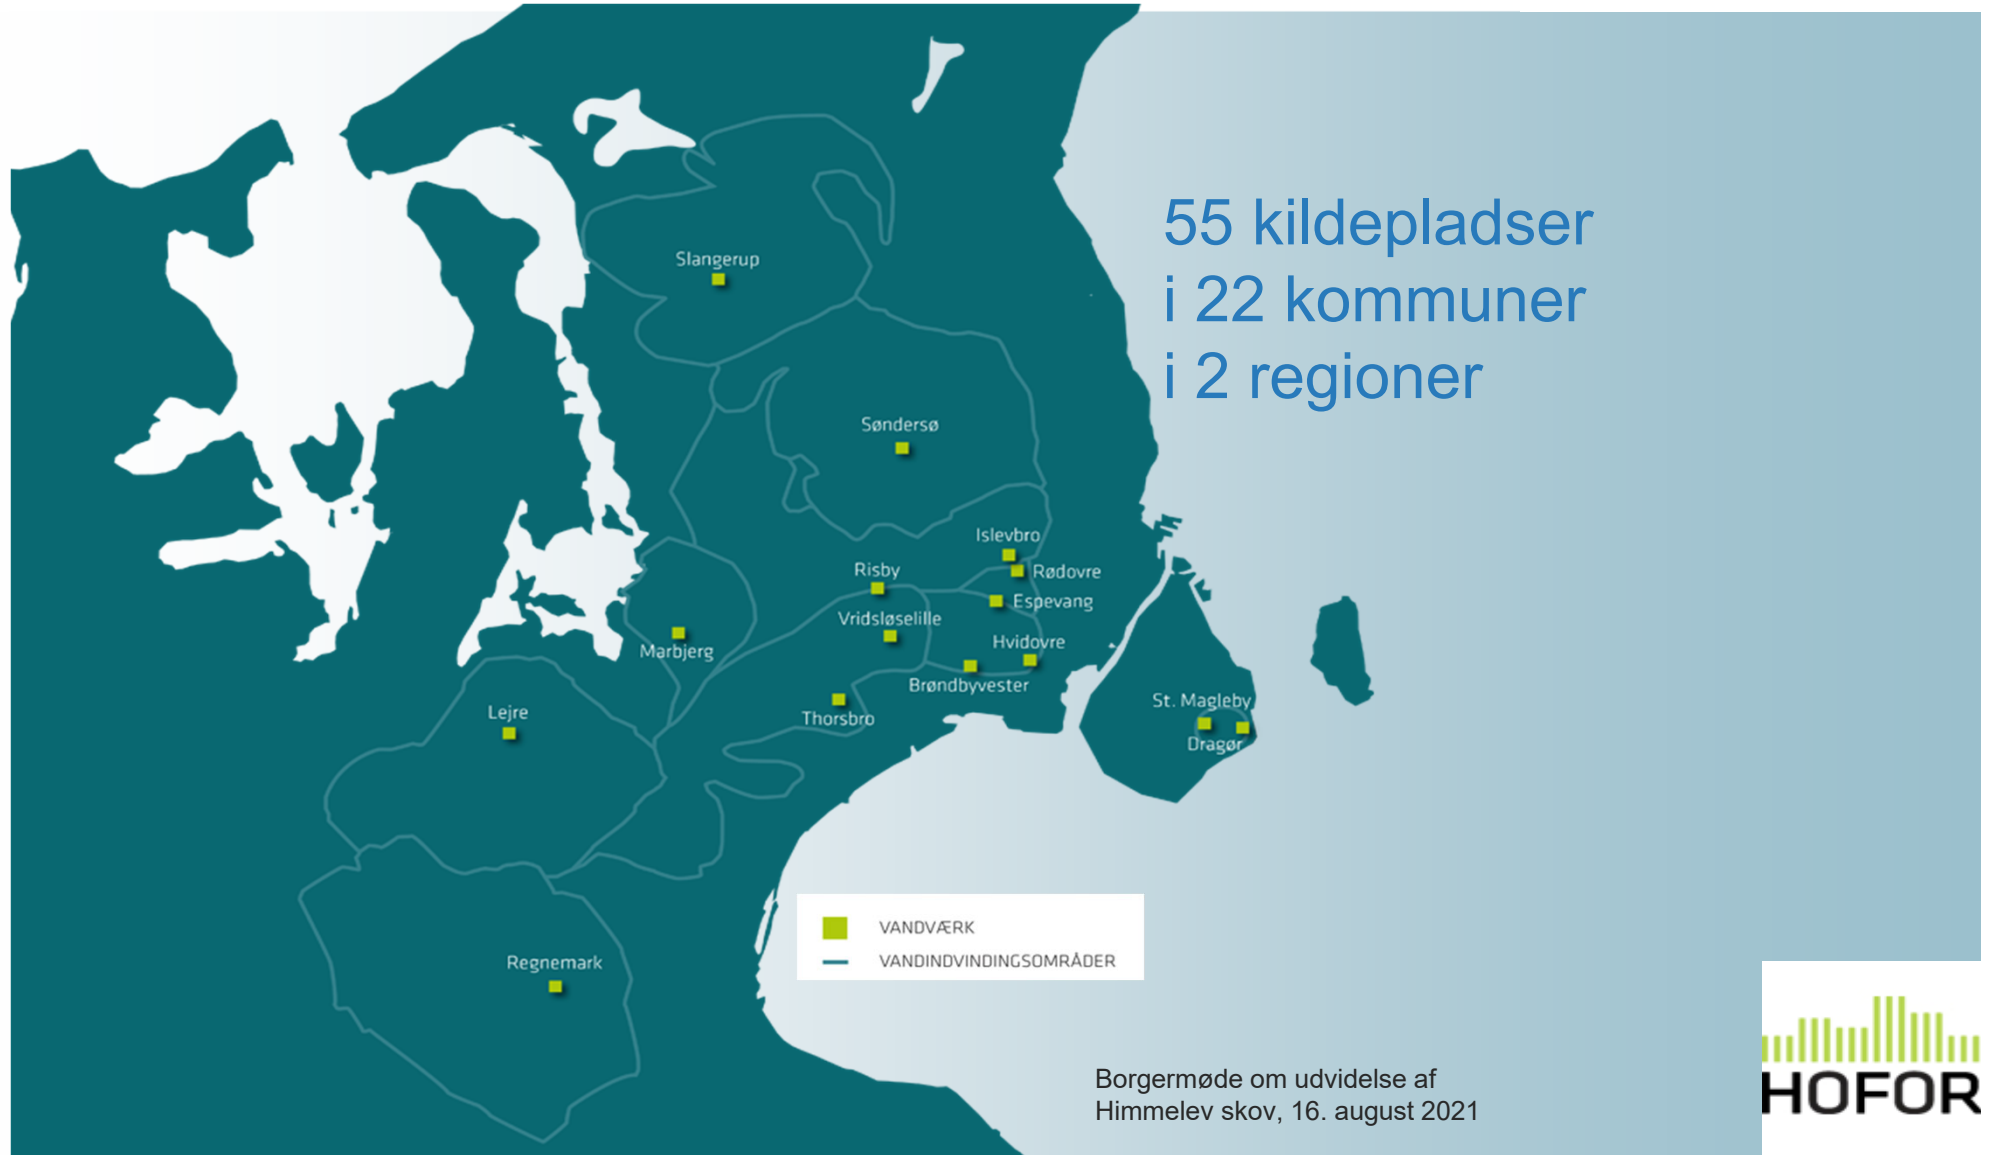 55 kildepladser
i 22 kommuner
i 2 regioner
Slangerup
Søndersø
Islevbro
Rødovre
Risby
Espevang
Vridsløselille
Hvidovre
Marbjerg
Brøndbyvester
St. Magleby
Lejre
Thorsbro
Dragør
VANDVÆRK
VANDINDVINDINGSOMRÅDER
Regnemark
Borgermøde om udvidelse af
Himmelev skov, 16. august 2021
HOFOR